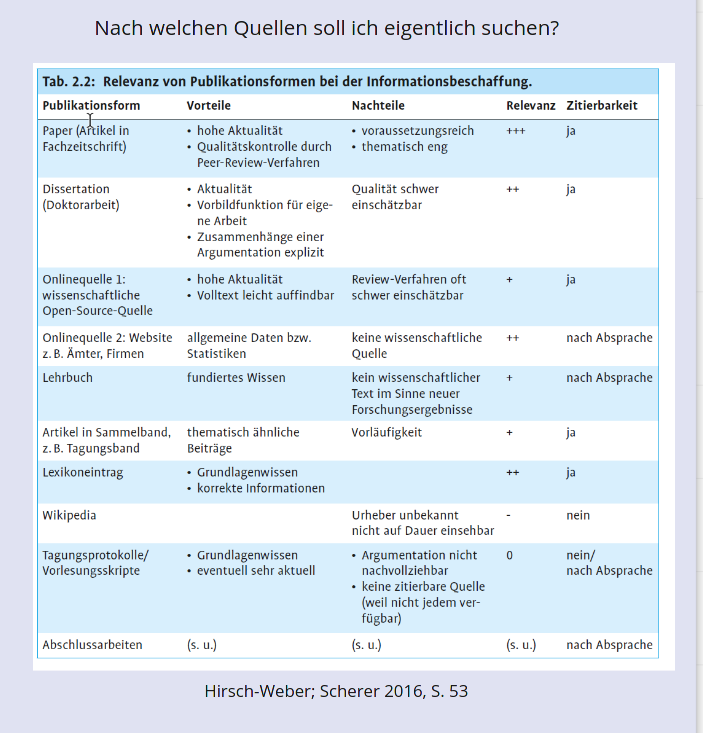 Nach welchen Quellen soll ich eigentlich suchen?
Tab. 2.2: Relevanz von Publikationsformen bei der Informationsbeschaffung.
Publikationsform Vorteile Nachteile Relevanz Zitierbarkeit
Paper (Artikel in • hohe Aktualität • voraussetzungsreich +++ ja
Fachzeitschrift) • Qualitätskontrolle durch • thematisch eng
Peer-Review-Verfahren
Dissertation • Aktualität Qualität schwer ++ ja
(Doktorarbeit) • Vorbildfunktion für eige- einschätzbar
ne Arbeit
• Zusammenhänge einer
Argumentation explizit
Onlinequelle 1: • hohe Aktualität Review-Verfahren oft + ja
wissenschaftliche • Volltext leicht auffindbar schwer einschätzbar
Open-Source-Quelle
Onlinequelle 2: Website allgemeine Daten bzw. keine wissenschaftliche ++ nach Absprache
z. B. Ämter, Firmen Statistiken Quelle
Lehrbuch fundiertes Wissen kein wissenschaftlicher + nach Absprache
Text im Sinne neuer
Forschungsergebnisse
Artikel in Sammelband, thematisch ähnliche Vorläufigkeit + ja
z. B. Tagungsband Beiträge
Lexikoneintrag • Grundlagenwissen ++ ja
• korrekte Informationen
Wikipedia Urheber unbekannt - nein
nicht auf Dauer einsehbar
Tagungsprotokolle/ • Grundlagenwissen • Argumentation nicht 0 nein/
Vorlesungsskripte • eventuell sehr aktuell nachvollziehbar nach Absprache
• keine zitierbare Quelle
(weil nicht jedem ver-
fügbar)
Abschlussarbeiten (s. u.) (s. u.) (s. u.) nach Absprache
Hirsch-Weber; Scherer 2016, S. 53